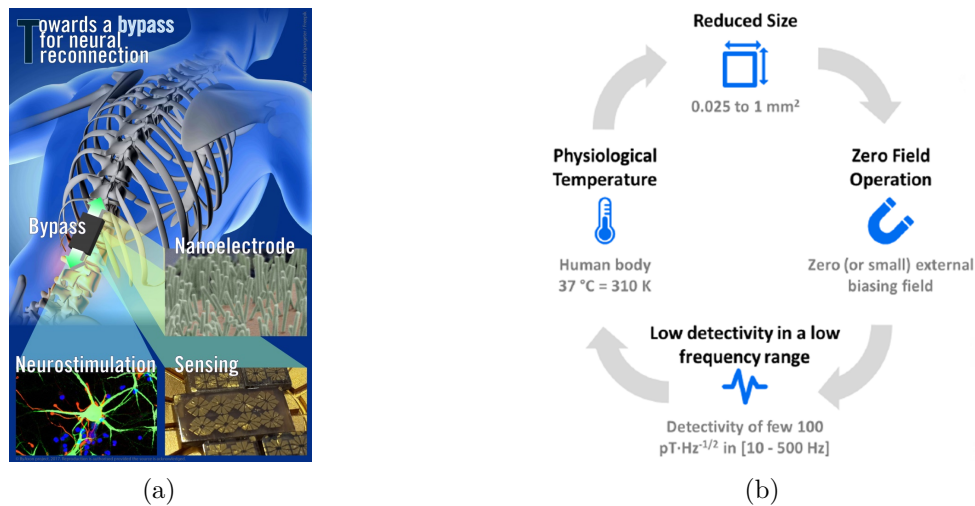 Towards a bypass
for neural
reconnection
Bypass
Nanoelectrode
Neurostimulation
Sensing
(a)
Reduced Size
0.025 to 1 mm²
Physiological
Temperature
Human body
37 °C = 310 K
Zero Field
Operation
Zero (or small) external
biasing field
Low detectivity in a low
frequency range
Detectivity of few 100
pT·Hz⁻¹/² in [10 - 500 Hz]
(b)